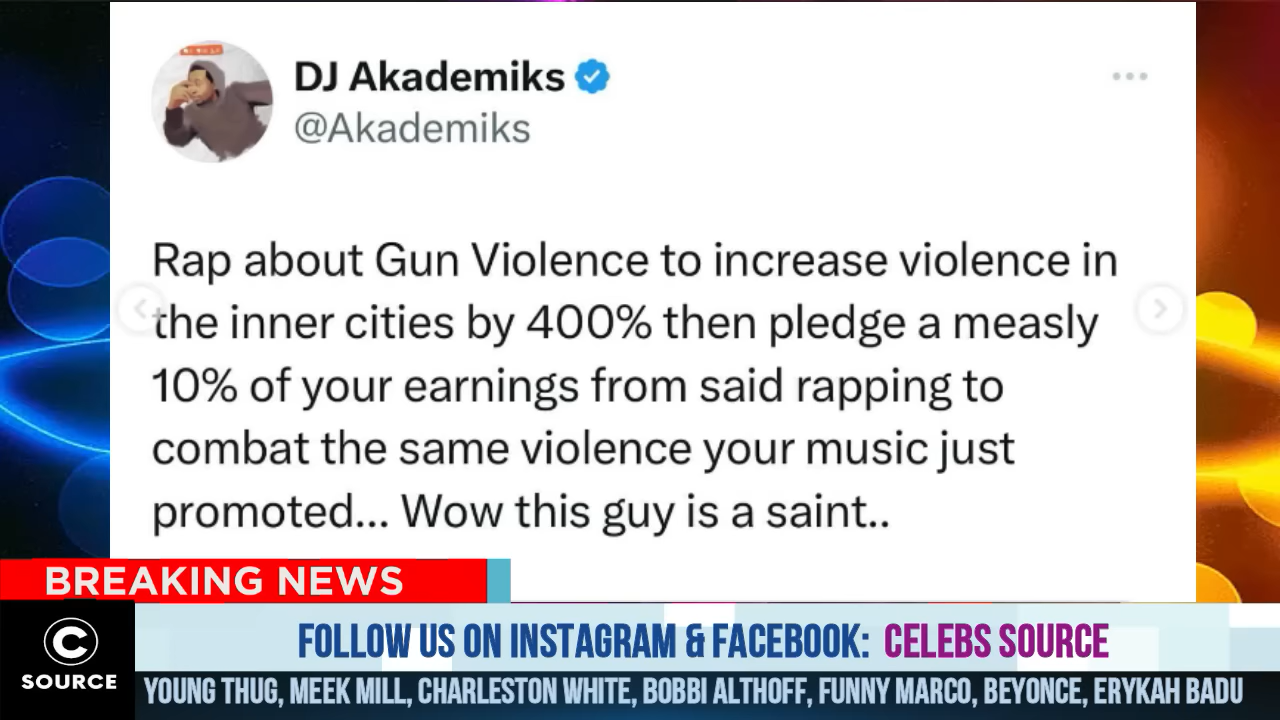 DJ Akademiks
@Akademiks
Rap about Gun Violence to increase violence in
the inner cities by 400% then pledge a measly
10% of your earnings from said rapping to
combat the same violence your music just
promoted... Wow this guy is a saint..
BREAKING NEWS
C
SOURCE
FOLLOW US ON INSTAGRAM & FACEBOOK: CELEBS SOURCE
YOUNG THUG, MEEK MILL, CHARLESTON WHITE, BOBBI ALTHOFF, FUNNY MARCO, BEYONCE, ERYKAH BADU